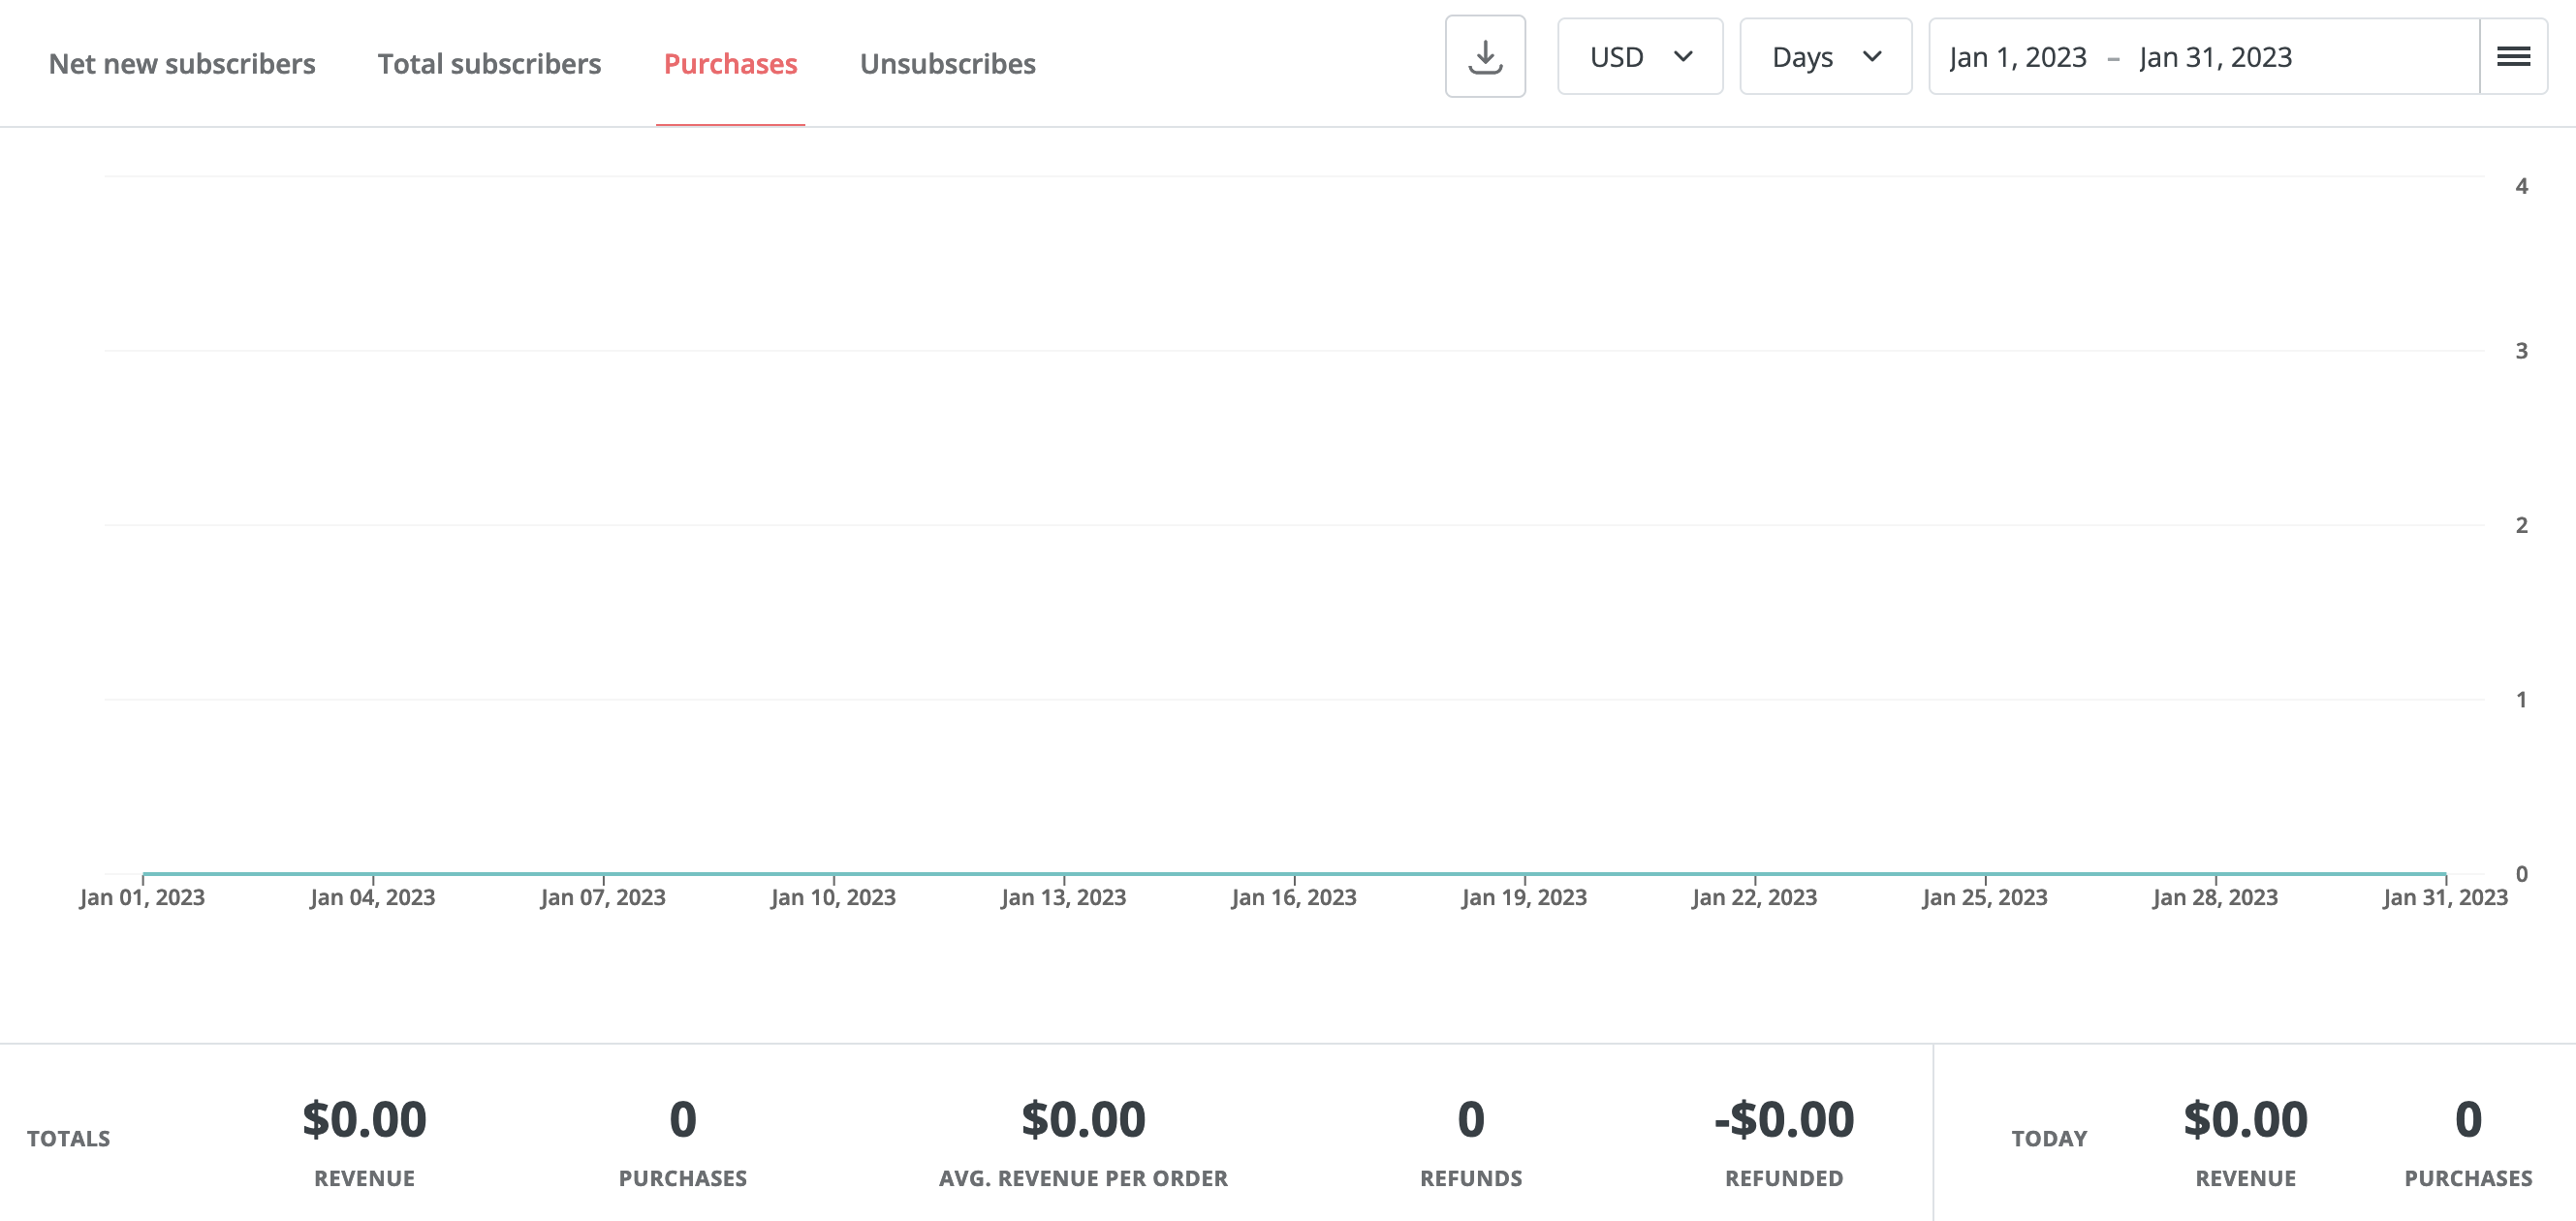 Net new subscribers Total subscribers Purchases Unsubscribes USD Days Jan 1, 2023 – Jan 31, 2023
4
3
2
1
0
Jan 01, 2023 Jan 04, 2023 Jan 07, 2023 Jan 10, 2023 Jan 13, 2023 Jan 16, 2023 Jan 19, 2023 Jan 22, 2023 Jan 25, 2023 Jan 28, 2023 Jan 31, 2023
TOTALS
$0.00
REVENUE
0
PURCHASES
$0.00
AVG. REVENUE PER ORDER
0
REFUNDS
-$0.00
REFUNDED
TODAY
$0.00
REVENUE
0
PURCHASES